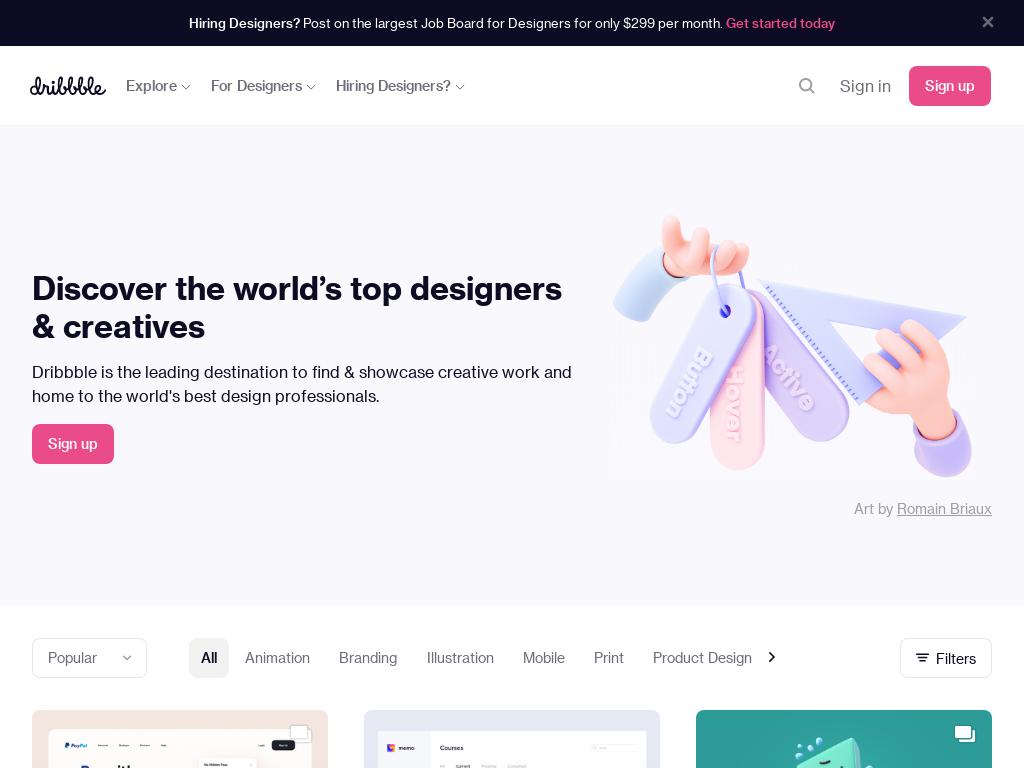 Hiring Designers? Post on the largest Job Board for Designers for only $299 per month. Get started today
dribbble Explore For Designers Hiring Designers? Sign in Sign up
Discover the world’s top designers
& creatives
Dribbble is the leading destination to find & showcase creative work and
home to the world's best design professionals.
Sign up
Button
Hover
Active
Art by Romain Briaux
Popular All Animation Branding Illustration Mobile Print Product Design Filters
PayPal
memo Courses
All Current